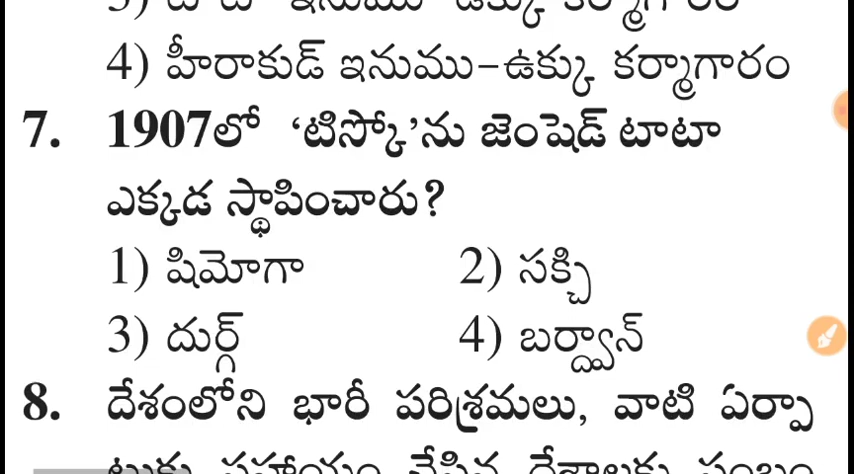 4) హీరాకుడ్ ఇనుము-ఉక్కు కర్మాగారం
7. 1907లో ‘టిస్కో’ను జెంషెడ్ టాటా
ఎక్కడ స్థాపించారు?
1) షిమోగా 2) సక్చి
3) దుర్గ్ 4) బర్ద్వాన్
8. దేశంలోని భారీ పరిశ్రమలు, వాటి ఏర్పా